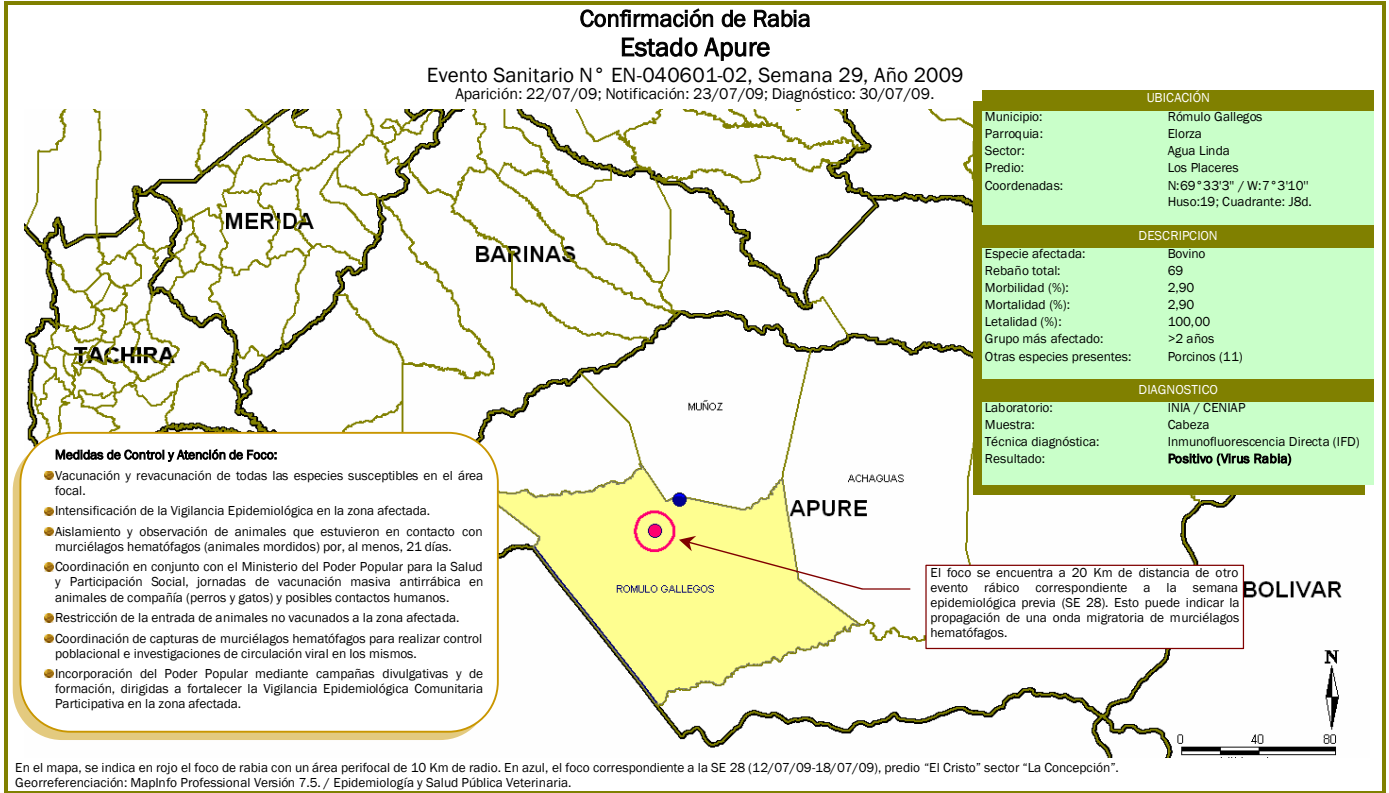 Confirmación de Rabia
Estado Apure
Evento Sanitario N° EN-040601-02, Semana 29, Año 2009
Aparición: 22/07/09; Notificación: 23/07/09; Diagnóstico: 30/07/09.
UBICACIÓN
Municipio: Rómulo Gallegos
Parroquia: Elorza
Sector: Agua Linda
Predio: Los Placeres
Coordenadas: N:69°33'3" / W:7°3'10"
Huso:19; Cuadrante: J8d.
DESCRIPCION
Especie afectada: Bovino
Rebaño total: 69
Morbilidad (%): 2,90
Mortalidad (%): 2,90
Letalidad (%): 100,00
Grupo más afectado: >2 años
Otras especies presentes: Porcinos (11)
DIAGNOSTICO
Laboratorio: INIA / CENIAP
Muestra: Cabeza
Técnica diagnóstica: Inmunofluorescencia Directa (IFD)
Resultado: Positivo (Virus Rabia)
MERIDA
BARINAS
TACHIRA
MUÑOZ
ACHAGUAS
APURE
ROMULO GALLEGOS
BOLIVAR
Medidas de Control y Atención de Foco:
Vacunación y revacunación de todas las especies susceptibles en el área
focal.
Intensificación de la Vigilancia Epidemiológica en la zona afectada.
Aislamiento y observación de animales que estuvieron en contacto con
murciélagos hematófagos (animales mordidos) por, al menos, 21 días.
Coordinación en conjunto con el Ministerio del Poder Popular para la Salud
y Participación Social, jornadas de vacunación masiva antirrábica en
animales de compañía (perros y gatos) y posibles contactos humanos.
Restricción de la entrada de animales no vacunados a la zona afectada.
Coordinación de capturas de murciélagos hematófagos para realizar control
poblacional e investigaciones de circulación viral en los mismos.
Incorporación del Poder Popular mediante campañas divulgativas y de
formación, dirigidas a fortalecer la Vigilancia Epidemiológica Comunitaria
Participativa en la zona afectada.
El foco se encuentra a 20 Km de distancia de otro
evento rábico correspondiente a la semana
epidemiológica previa (SE 28). Esto puede indicar la
propagación de una onda migratoria de murciélagos
hematófagos.
N
0 40 80
En el mapa, se indica en rojo el foco de rabia con un área perifocal de 10 Km de radio. En azul, el foco correspondiente a la SE 28 (12/07/09-18/07/09), predio “El Cristo” sector “La Concepción”.
Georreferenciación: MapInfo Professional Versión 7.5. / Epidemiología y Salud Pública Veterinaria.